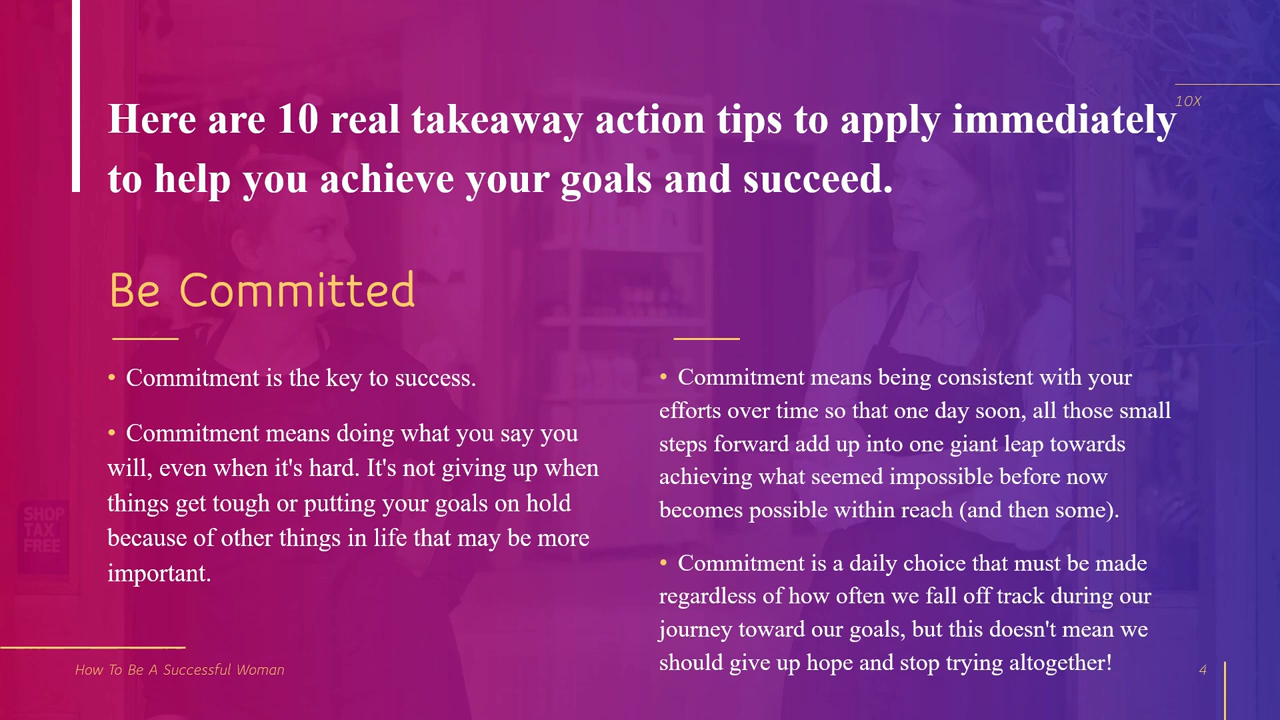 10X
Here are 10 real takeaway action tips to apply immediately
to help you achieve your goals and succeed.
Be Committed
• Commitment is the key to success.
• Commitment means doing what you say you
will, even when it's hard. It's not giving up when
things get tough or putting your goals on hold
because of other things in life that may be more
important.
• Commitment means being consistent with your
efforts over time so that one day soon, all those small
steps forward add up into one giant leap towards
achieving what seemed impossible before now
becomes possible within reach (and then some).
• Commitment is a daily choice that must be made
regardless of how often we fall off track during our
journey toward our goals, but this doesn't mean we
should give up hope and stop trying altogether!
SHOP
TAX
FREE
How To Be A Successful Woman
4